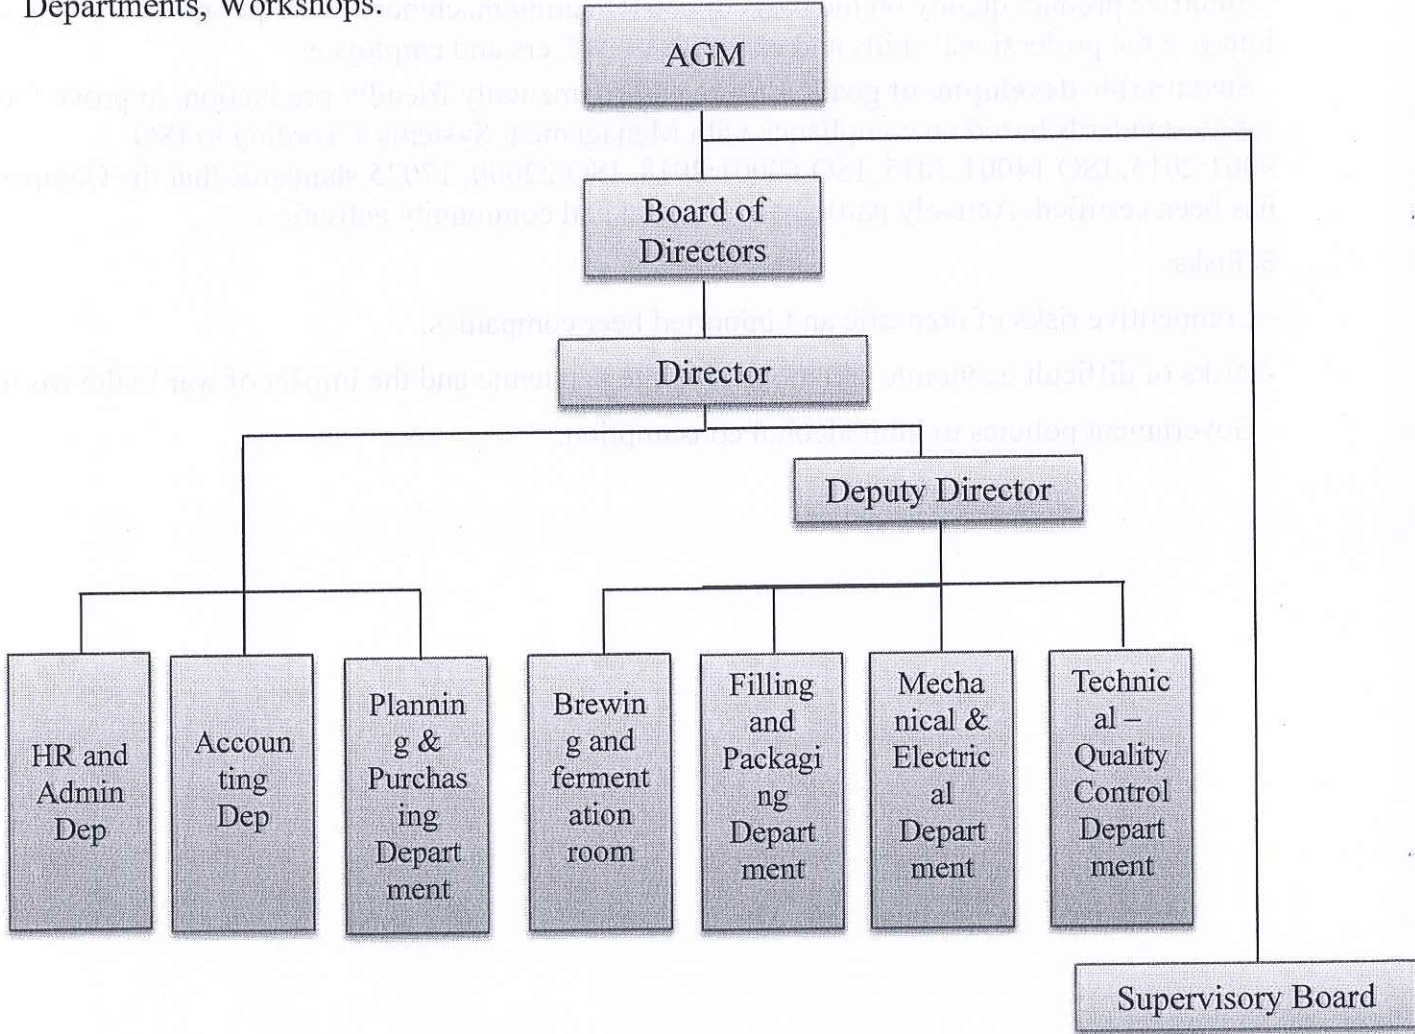 Departments, Workshops.
AGM
Board of
Directors
Director
Deputy Director
HR and
Admin
Dep
Accoun
ting
Dep
Plannin
g &
Purchas
ing
Depart
ment
Brewin
g and
ferment
ation
room
Filling
and
Packagi
ng
Depart
ment
Mecha
nical &
Electric
al
Depart
ment
Technic
al –
Quality
Control
Depart
ment
Supervisory Board